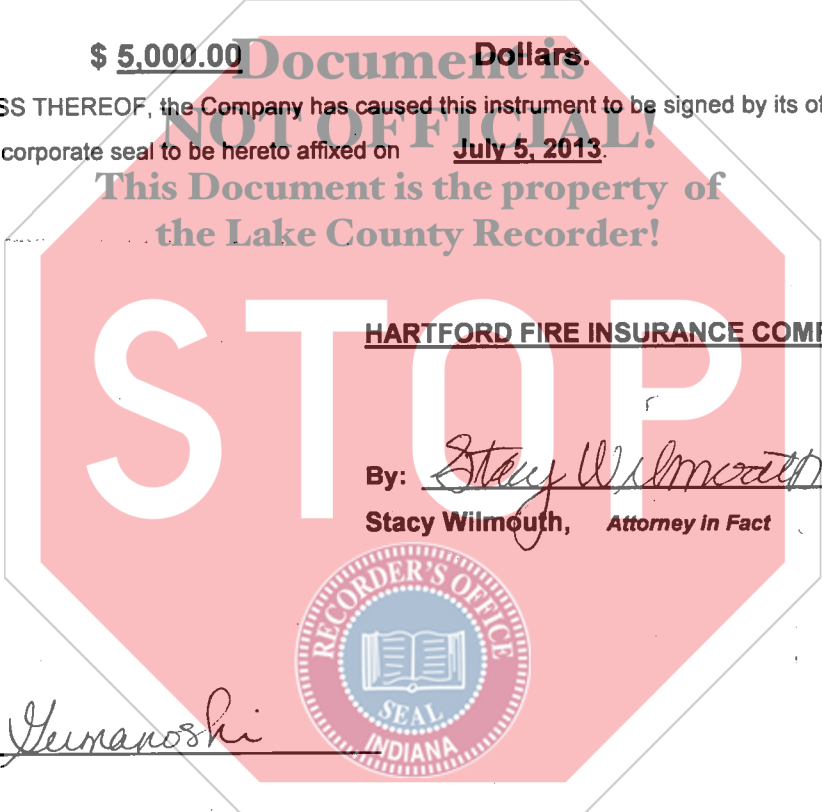 $ 5,000.00 Dollars.
Document is
SS THEREOF, the Company has caused this instrument to be signed by its of
NOT OFFICIAL!
corporate seal to be hereto affixed on July 5, 2013.
This Document is the property of
the Lake County Recorder!
STOP
HARTFORD FIRE INSURANCE COMP
By: Stacy Wilmouth
Stacy Wilmouth, Attorney in Fact
RECORDER'S OFFICE
SEAL
INDIANA